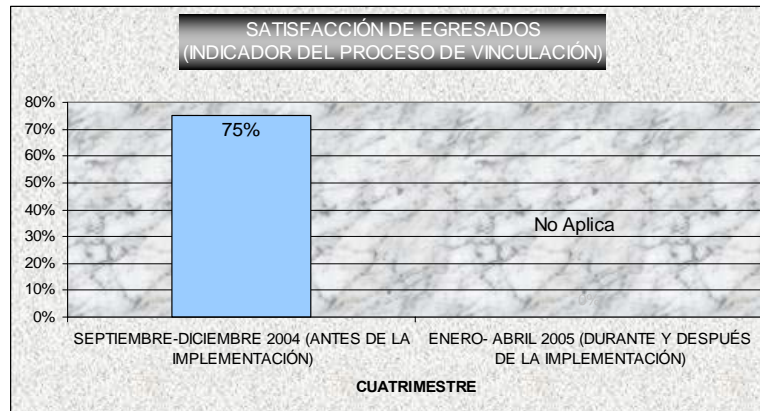 SATISFACCIÓN DE EGRESADOS
(INDICADOR DEL PROCESO DE VINCULACIÓN)
80%
70%
60%
50%
40%
30%
20%
10%
0%
75%
No Aplica
SEPTIEMBRE-DICIEMBRE 2004 (ANTES DE LA
IMPLEMENTACIÓN)
ENERO- ABRIL 2005 (DURANTE Y DESPUÉS
DE LA IMPLEMENTACIÓN)
CUATRIMESTRE